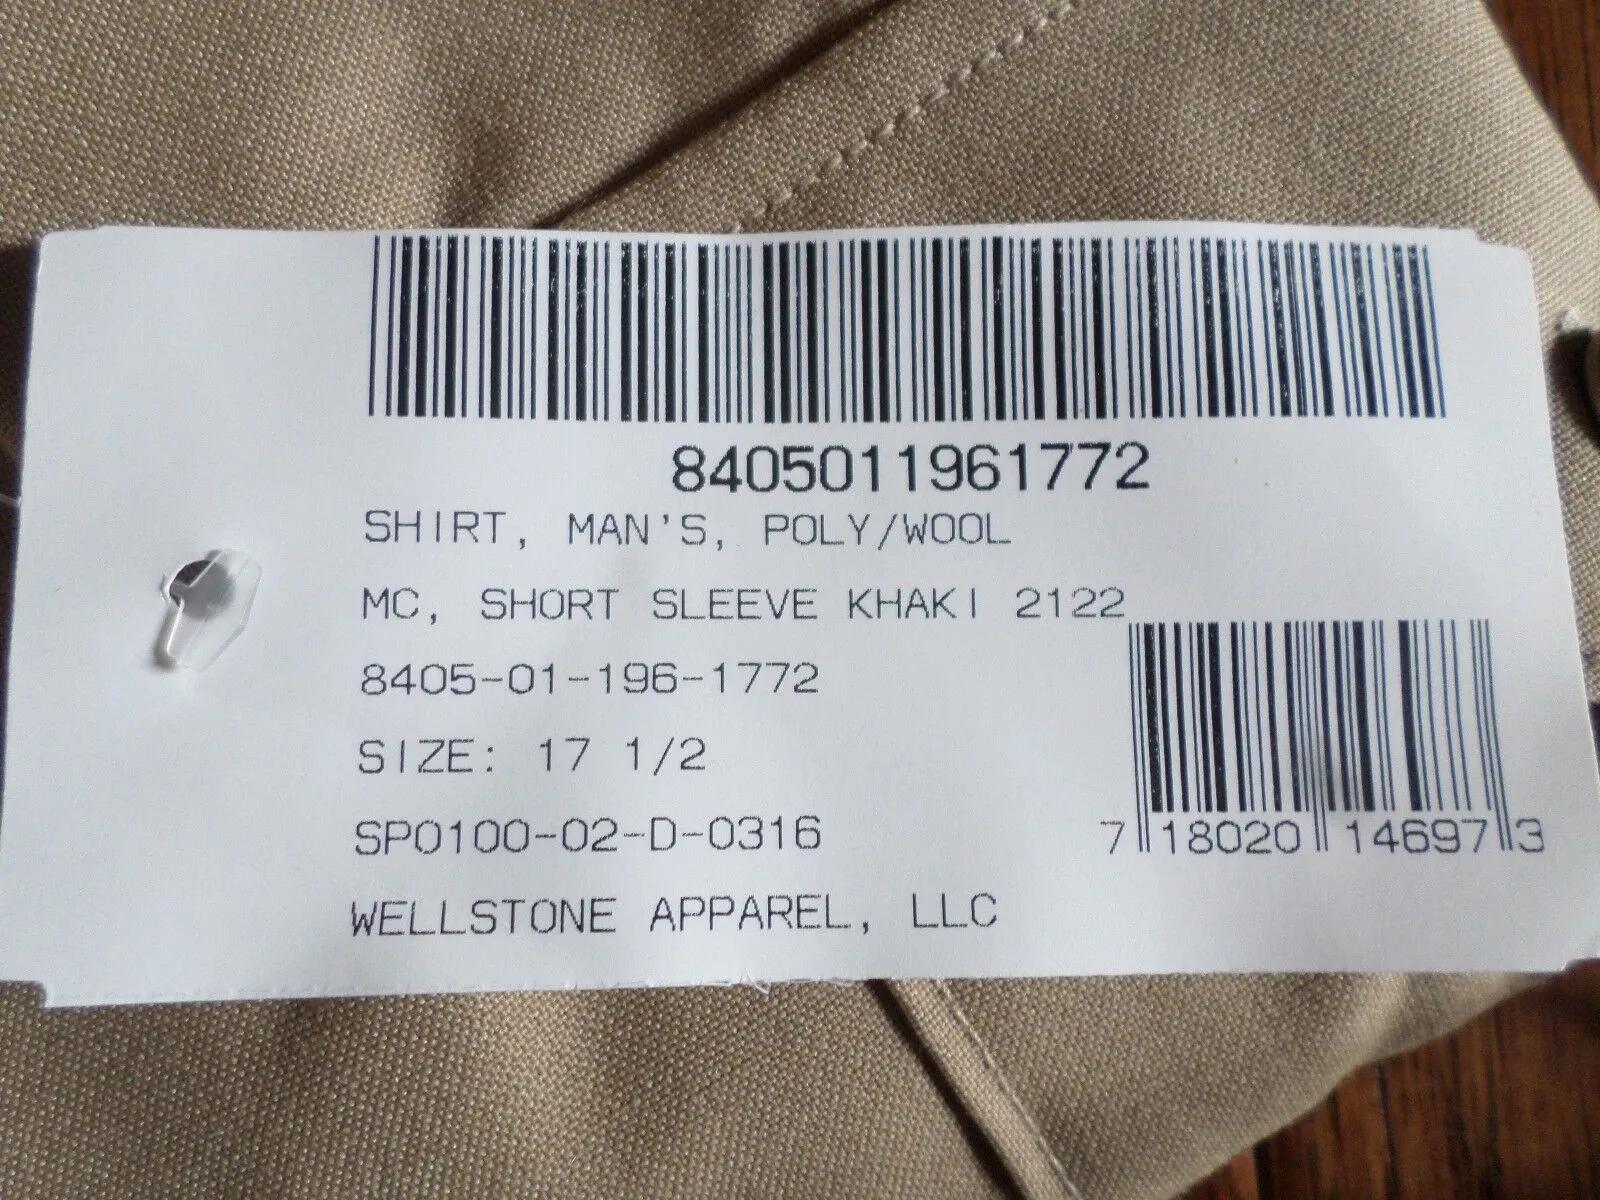 8405011961772
SHIRT, MAN'S, POLY/WOOL
MC, SHORT SLEEVE KHAKI 2122
8405-01-196-1772
SIZE: 17 1/2
SP0100-02-D-0316
7 18020 14697 3
WELLSTONE APPAREL, LLC